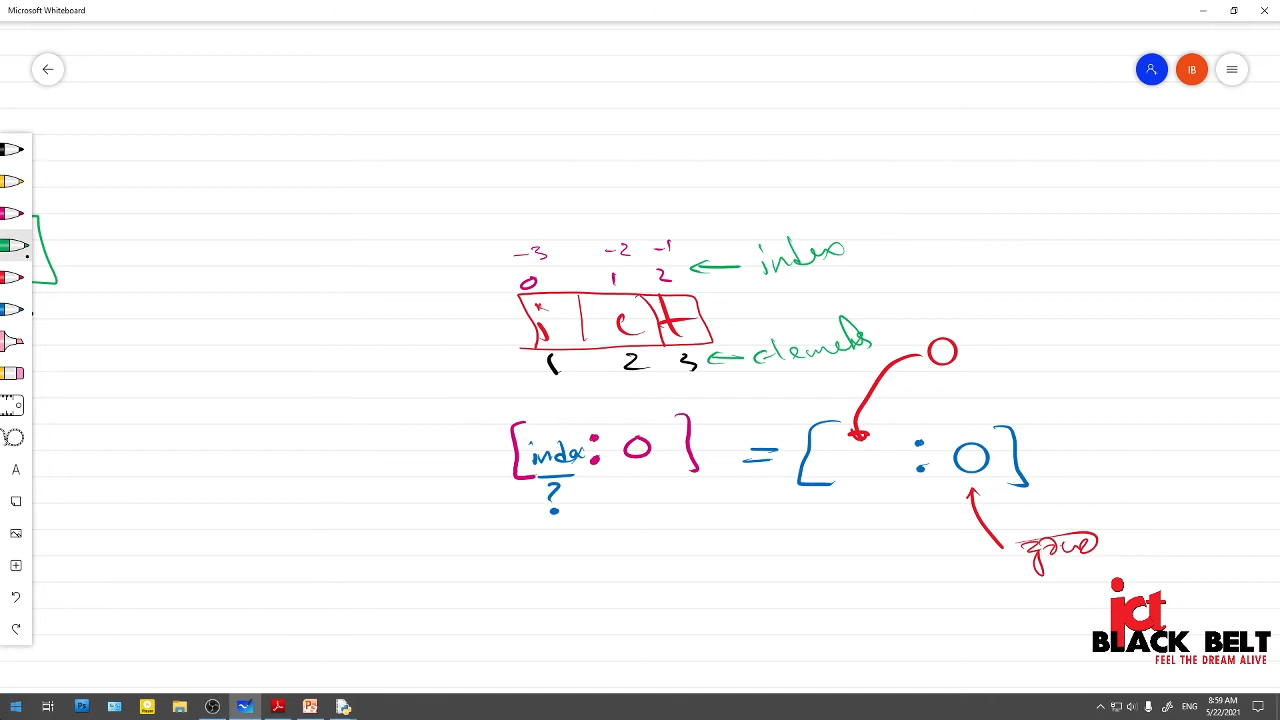 Microsoft Whiteboard
IB
-3 -2 -1
0 1 2 ← index
i c t
1 2 3 ← elements
O
[index: 0] = [ : 0]
?
ict
BLACK BELT
FEEL THE DREAM ALIVE
A
8:59 AM
ENG
5/22/2021